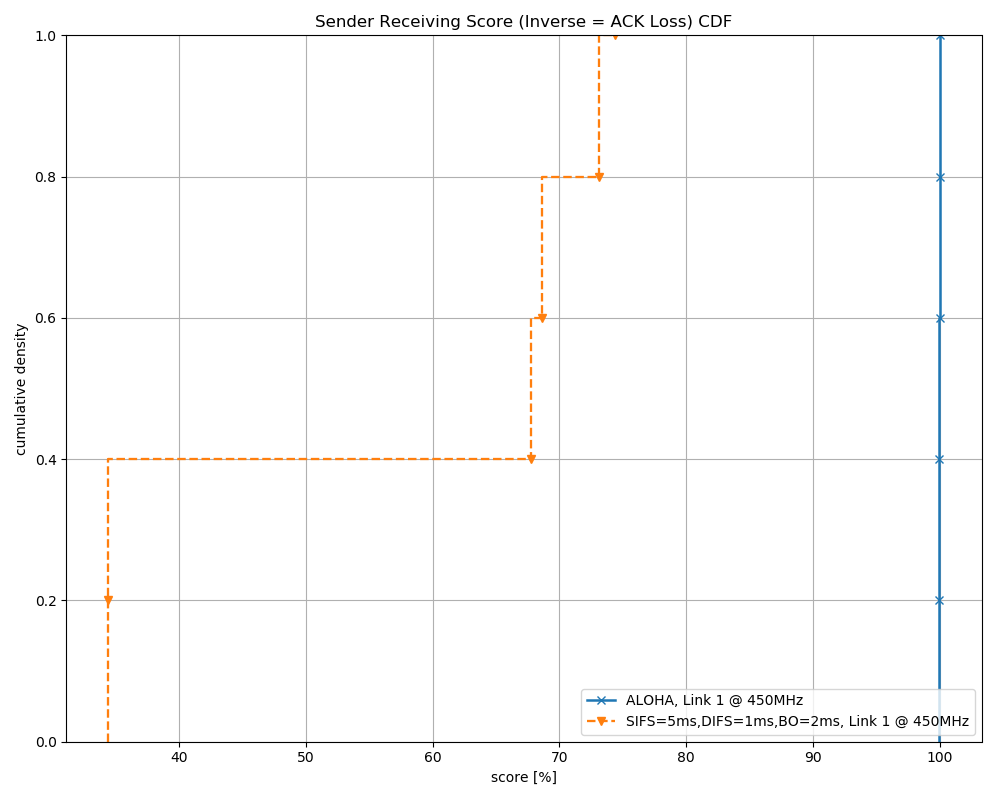 Sender Receiving Score (Inverse = ACK Loss) CDF
1.0
0.8
0.6
0.4
0.2
0.0
cumulative density
40 50 60 70 80 90 100
score [%]
ALOHA, Link 1 @ 450MHz
SIFS=5ms,DIFS=1ms,BO=2ms, Link 1 @ 450MHz